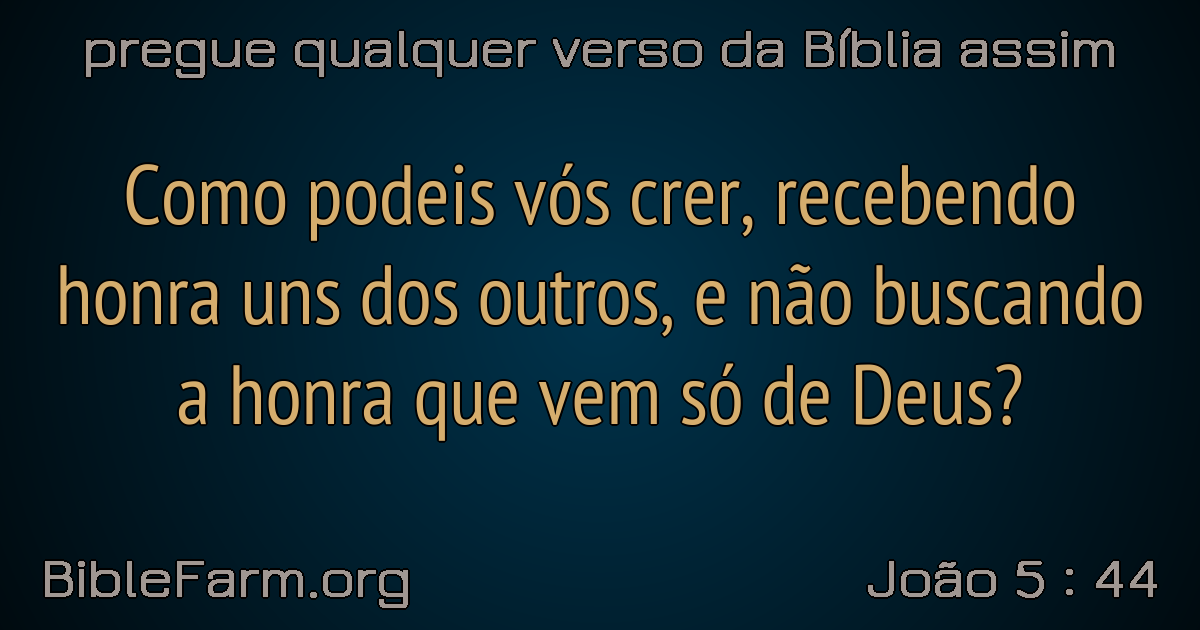 pregue qualquer verso da Bíblia assim
Como podeis vós crer, recebendo
honra uns dos outros, e não buscando
a honra que vem só de Deus?
BibleFarm.org
João 5 : 44